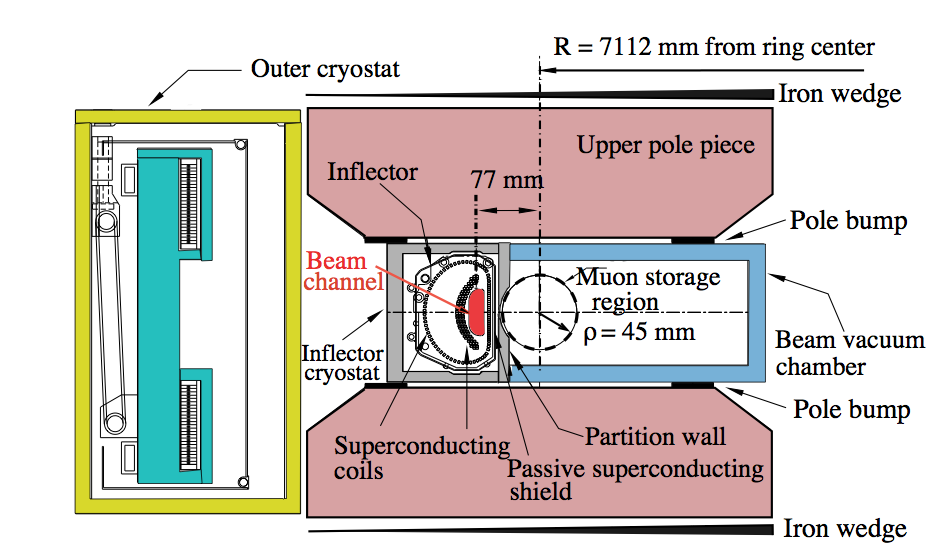 R = 7112 mm from ring center
Outer cryostat
Iron wedge
Upper pole piece
Inflector
77 mm
Pole bump
Beam
channel
Muon storage
region
ρ = 45 mm
Beam vacuum
chamber
Inflector
cryostat
Pole bump
Superconducting
coils
Partition wall
Passive superconducting
shield
Iron wedge